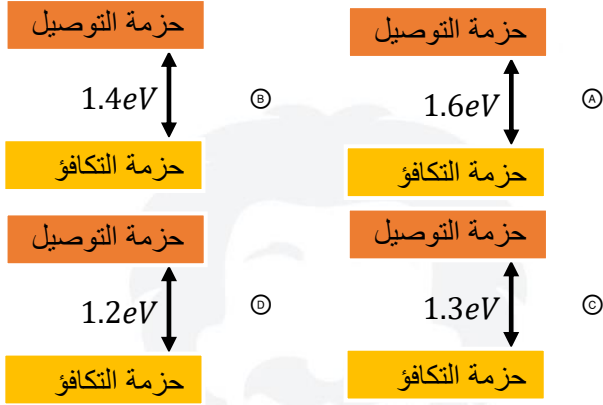 Ⓐ
حزمة التوصيل
1.6eV
حزمة التكافؤ
Ⓑ
حزمة التوصيل
1.4eV
حزمة التكافؤ
Ⓒ
حزمة التوصيل
1.3eV
حزمة التكافؤ
Ⓓ
حزمة التوصيل
1.2eV
حزمة التكافؤ